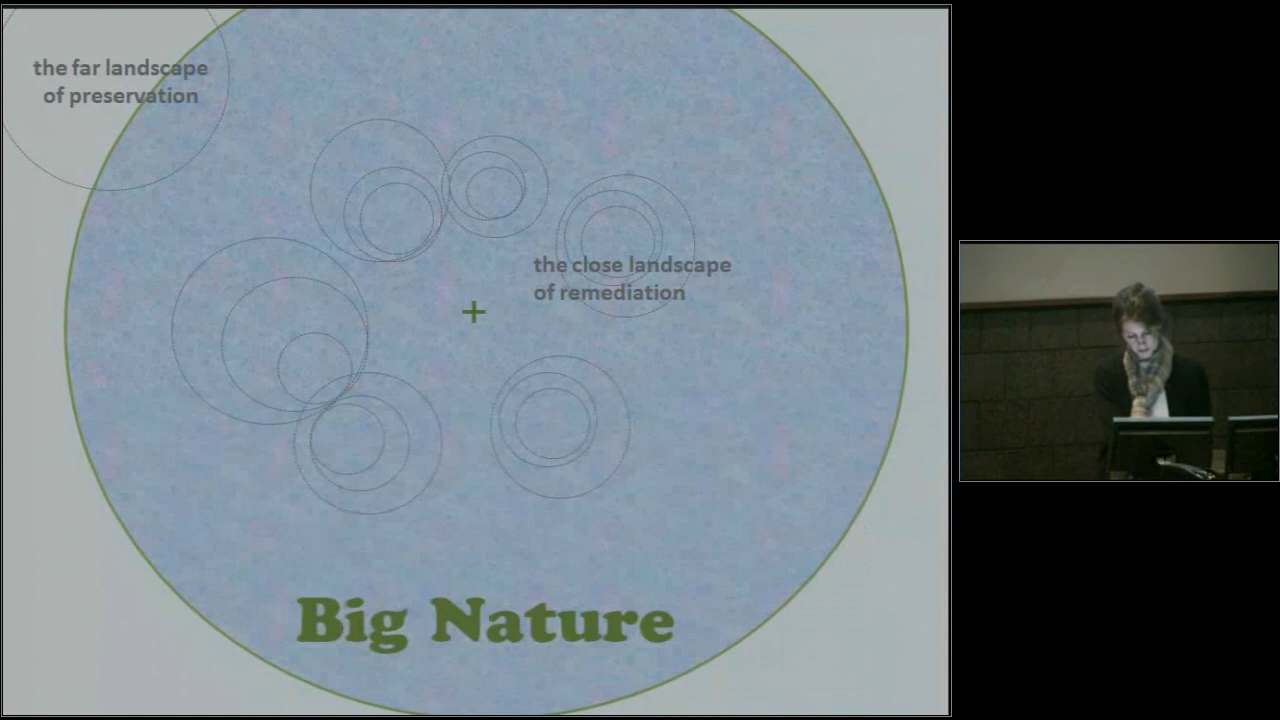 the far landscape
of preservation
the close landscape
of remediation
+
Big Nature